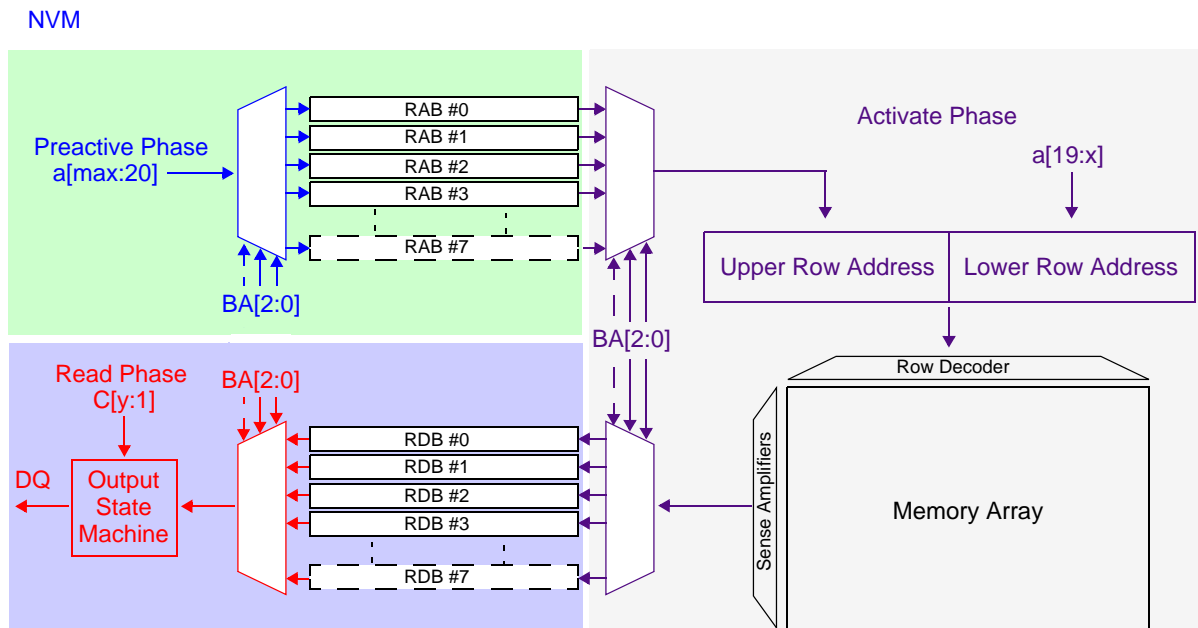 NVM
Preactive Phase
a[max:20]
RAB #0
RAB #1
RAB #2
RAB #3
RAB #7
BA[2:0]
Activate Phase
a[19:x]
Upper Row Address
Lower Row Address
BA[2:0]
Read Phase
C[y:1]
BA[2:0]
DQ
Output
State
Machine
RDB #0
RDB #1
RDB #2
RDB #3
RDB #7
Row Decoder
Sense Amplifiers
Memory Array